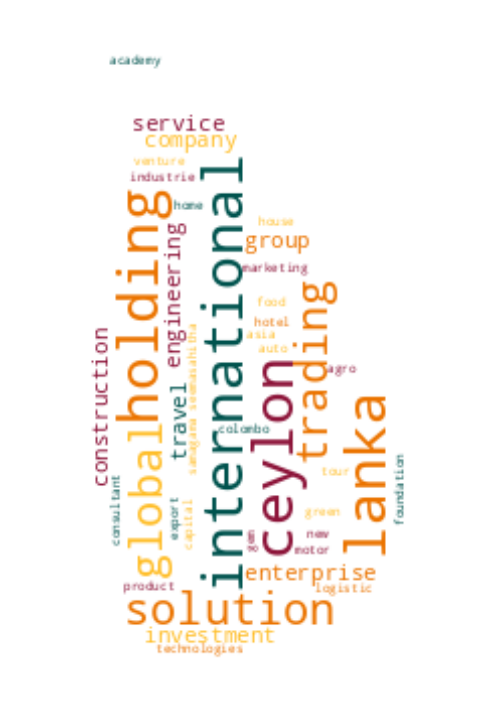 academy
service
company
venture
industrie
home
holding
international
engineering
house
group
marketing
food
trading
hotel
asia
auto
samagama seemasahitha
construction
ceylon
agro
travel
lanka
colombo
global
foundation
tour
consultant
export
capital
green
new
motor
enterprise
product
logistic
solution
investment
technologies